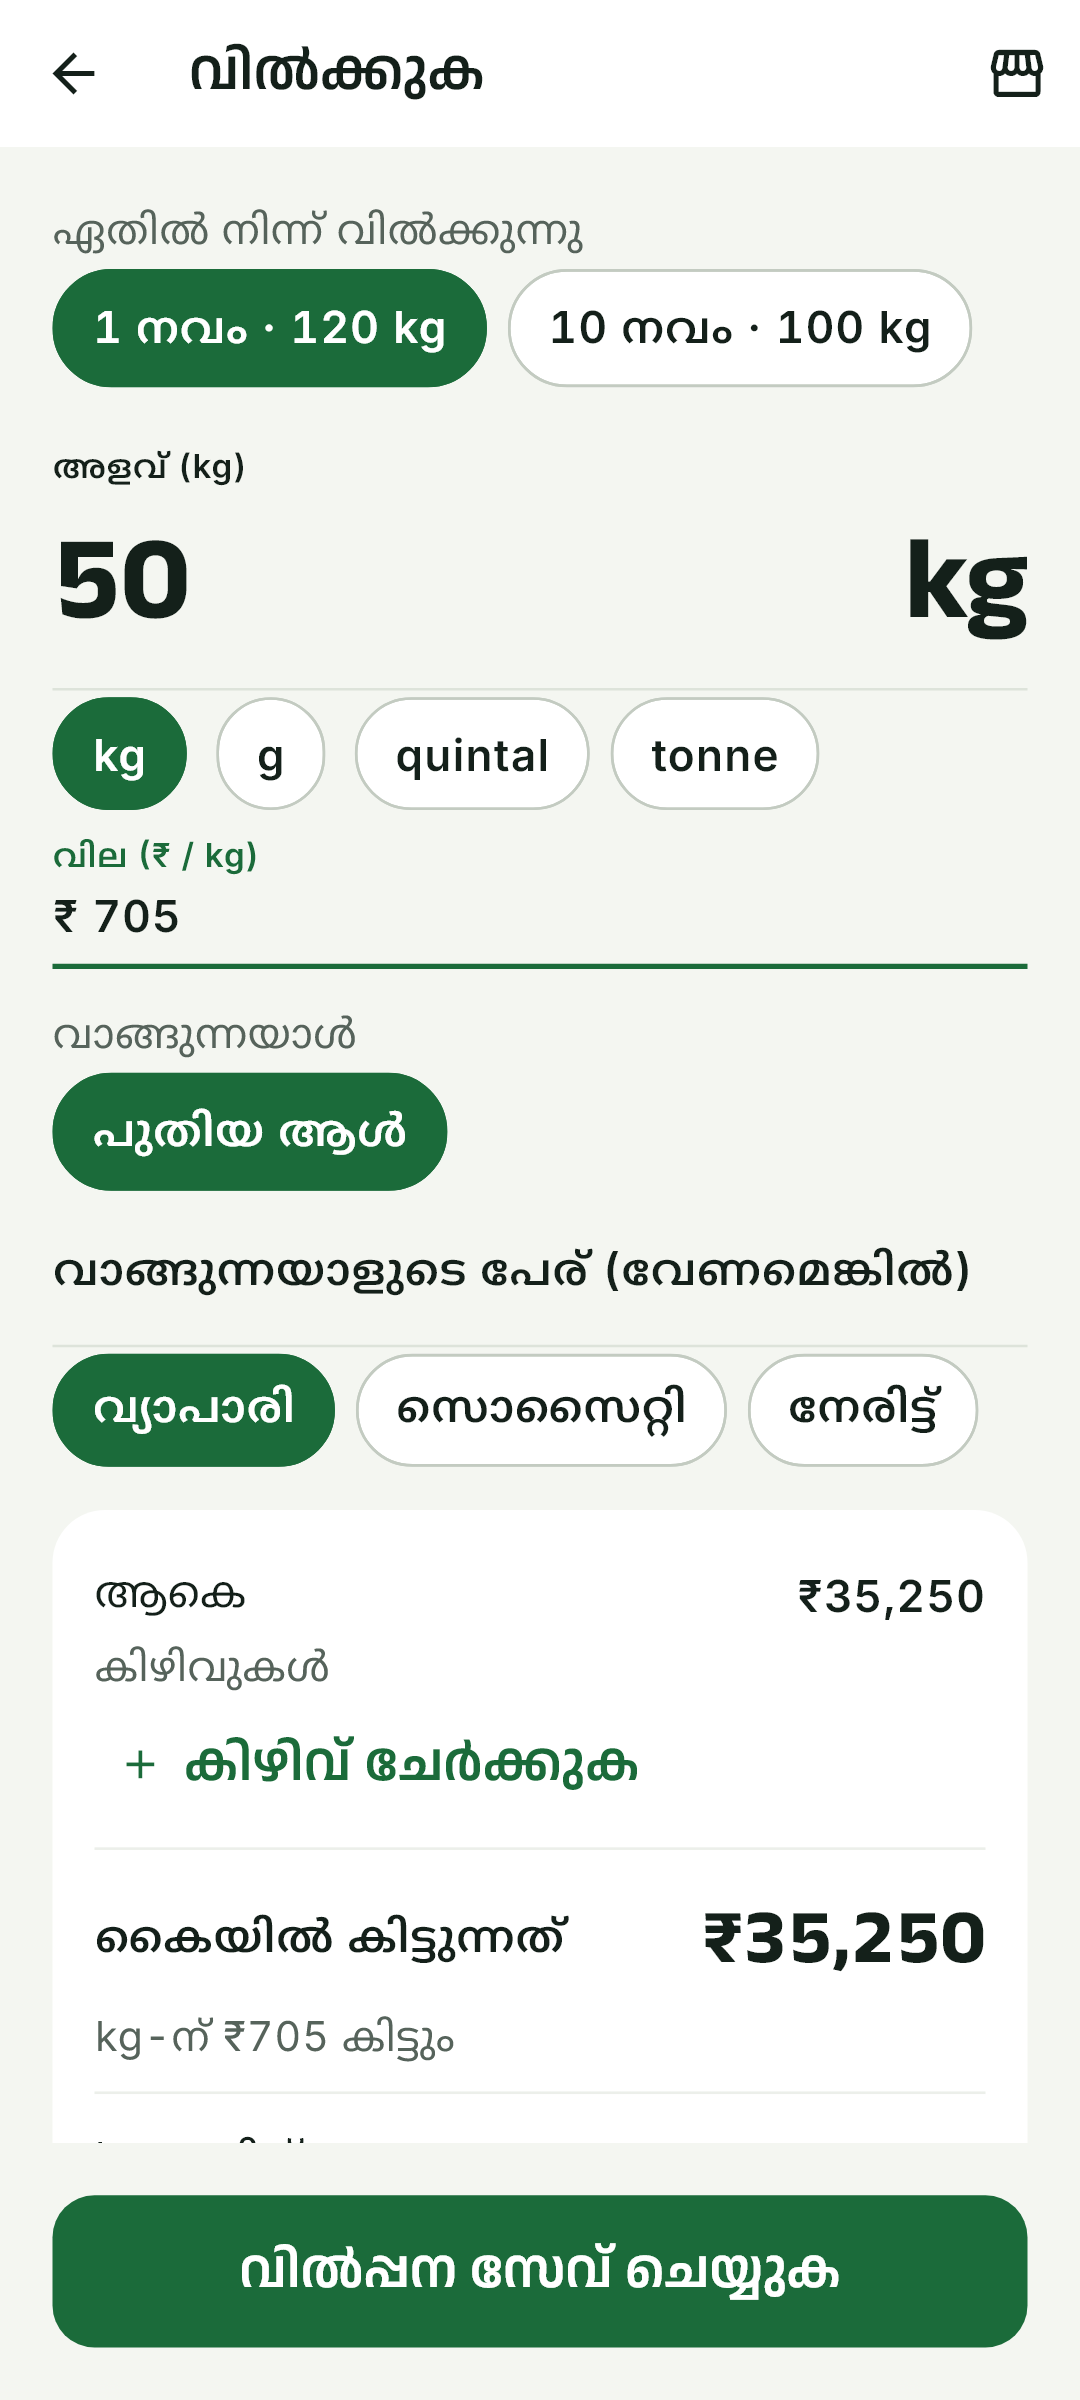 വിൽക്കുക
ഏതിൽ നിന്ന് വിൽക്കുന്നു
1 നവം · 120 kg 10 നവം · 100 kg
അളവ് (kg)
50 kg
kg g quintal tonne
വില (₹ / kg)
₹ 705
വാങ്ങുന്നയാൾ
പുതിയ ആൾ
വാങ്ങുന്നയാളുടെ പേര് (വേണമെങ്കിൽ)
വ്യാപാരി സൊസൈറ്റി നേരിട്ട്
ആകെ ₹35,250
കിഴിവുകൾ
+ കിഴിവ് ചേർക്കുക
കൈയിൽ കിട്ടുന്നത് ₹35,250
kg-ന് ₹705 കിട്ടും
വിൽപ്പന സേവ് ചെയ്യുക